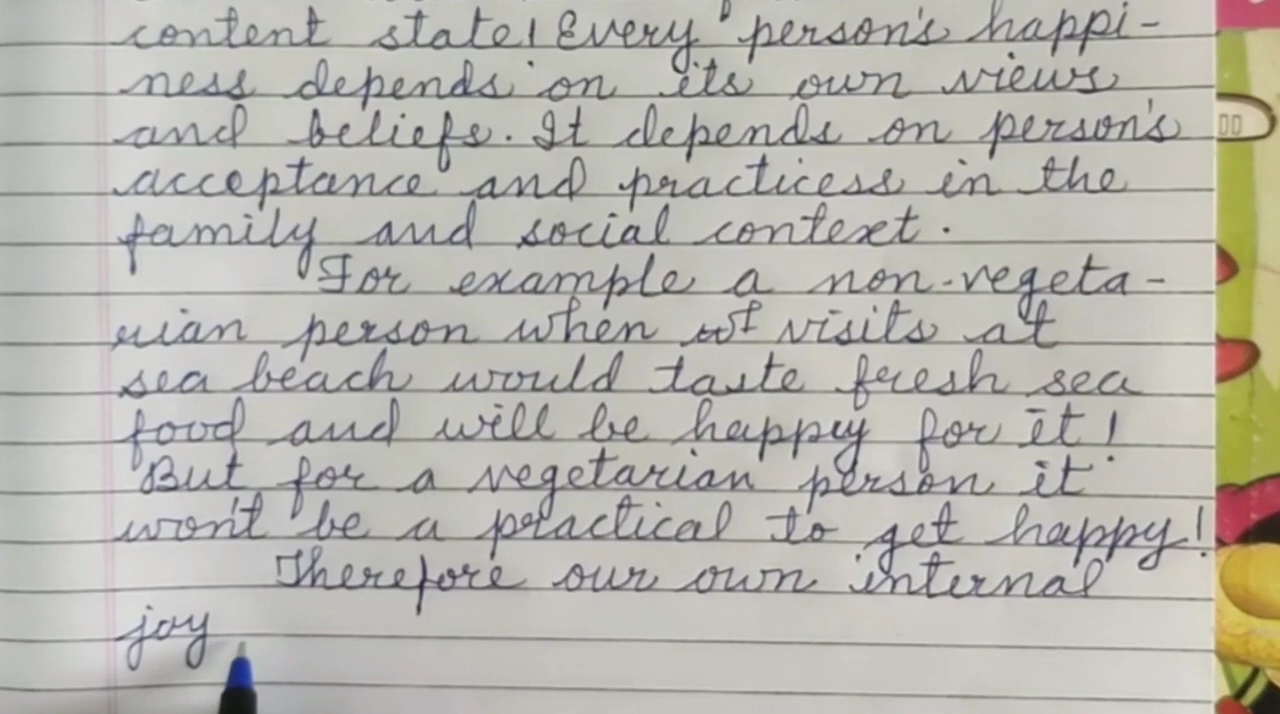 content state! Every person's happi-
ness depends on its own views
and beliefs. It depends on person's
acceptance and practicess in the
family and social context.
For example a non-vegeta-
rian person when visits at
sea beach would taste fresh sea
food and will be happy for it!
But for a vegetarian person it
won't be a practical to get happy!
Therefore our own internal
joy